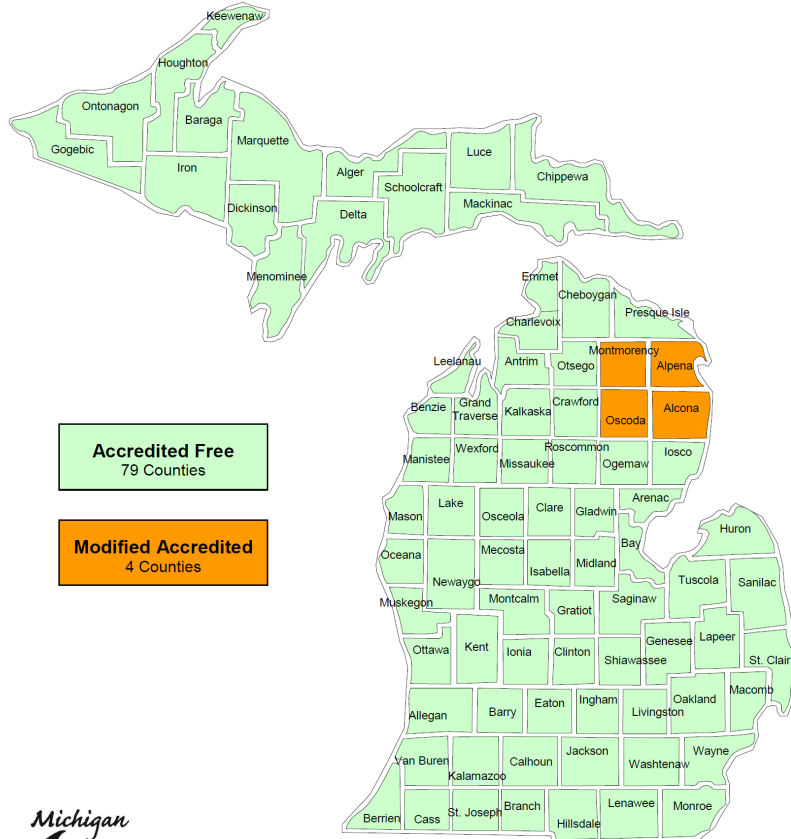 Keewenaw
Houghton
Ontonagon
Baraga
Marquette
Gogebic
Iron
Alger
Luce
Chippewa
Schoolcraft
Dickinson
Delta
Mackinac
Menominee
Emmet
Cheboygan
Presque Isle
Charlevoix
Montmorency
Leelanau
Antrim
Otsego
Alpena
Benzie
Grand
Traverse
Kalkaska
Crawford
Oscoda
Alcona
Accredited Free
79 Counties
Manistee
Wexford
Missaukee
Roscommon
Ogemaw
Iosco
Mason
Lake
Osceola
Clare
Gladwin
Arenac
Modified Accredited
4 Counties
Oceana
Newaygo
Mecosta
Isabella
Midland
Bay
Huron
Muskegon
Montcalm
Gratiot
Saginaw
Tuscola
Sanilac
Ottawa
Kent
Ionia
Clinton
Shiawassee
Genesee
Lapeer
St. Clair
Allegan
Barry
Eaton
Ingham
Livingston
Oakland
Macomb
Van Buren
Kalamazoo
Calhoun
Jackson
Washtenaw
Wayne
Berrien
Cass
St. Joseph
Branch
Hillsdale
Lenawee
Monroe
Michigan